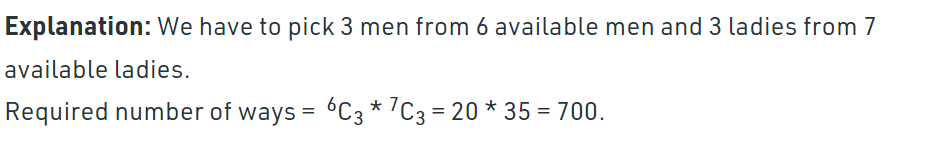 Explanation: We have to pick 3 men from 6 available men and 3 ladies from 7
available ladies.
Required number of ways = ⁶C₃ * ⁷C₃ = 20 * 35 = 700.